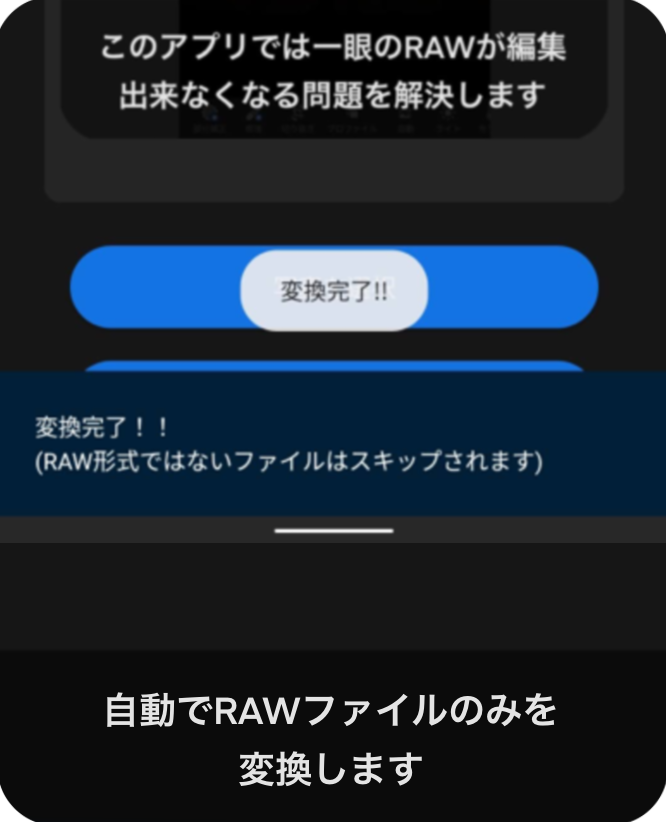 このアプリでは一眼のRAWが編集
出来なくなる問題を解決します
変換完了!!
変換完了！！
(RAW形式ではないファイルはスキップされます)
自動でRAWファイルのみを
変換します